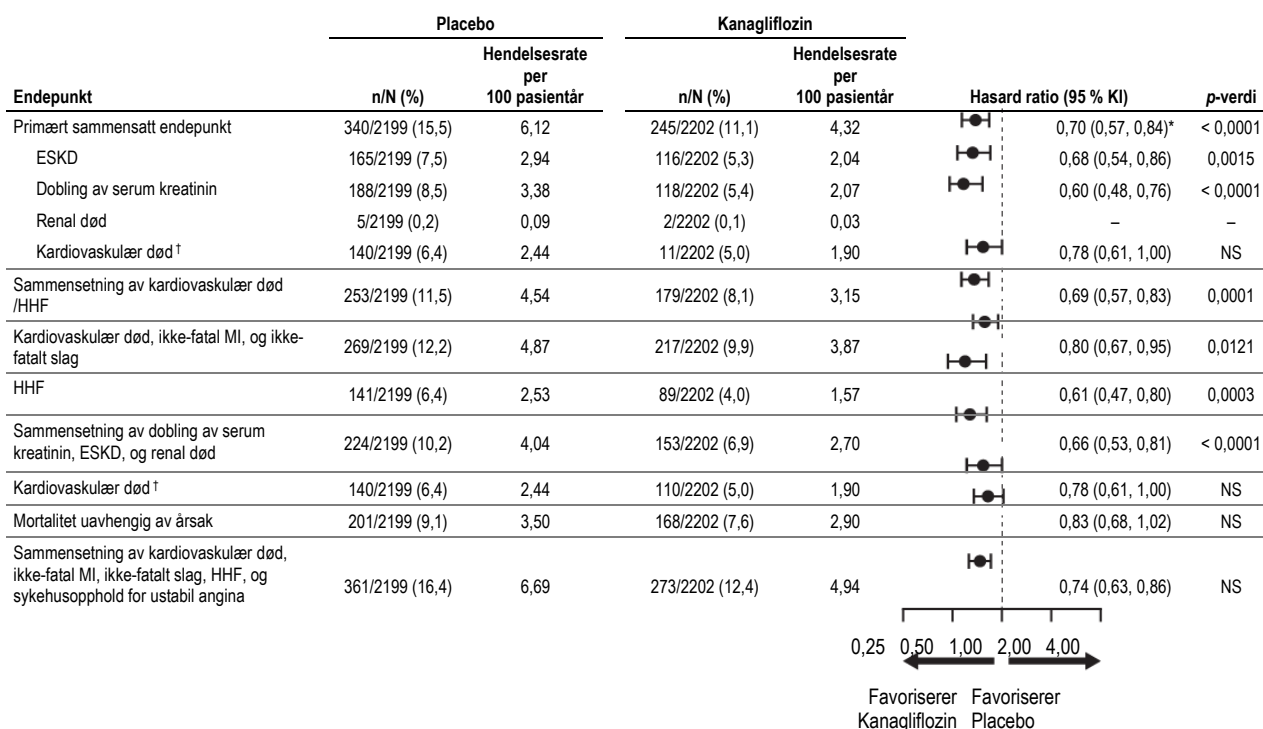 Placebo Kanagliflozin
Hendelsesrate Hendelsesrate
per per
Endepunkt n/N (%) 100 pasientår n/N (%) 100 pasientår Hasard ratio (95 % KI) p-verdi
Primært sammensatt endepunkt 340/2199 (15,5) 6,12 245/2202 (11,1) 4,32 0,70 (0,57, 0,84)* < 0,0001
ESKD 165/2199 (7,5) 2,94 116/2202 (5,3) 2,04 0,68 (0,54, 0,86) 0,0015
Dobling av serum kreatinin 188/2199 (8,5) 3,38 118/2202 (5,4) 2,07 0,60 (0,48, 0,76) < 0,0001
Renal død 5/2199 (0,2) 0,09 2/2202 (0,1) 0,03 – –
Kardiovaskulær død † 140/2199 (6,4) 2,44 11/2202 (5,0) 1,90 0,78 (0,61, 1,00) NS
Sammensetning av kardiovaskulær død
/HHF 253/2199 (11,5) 4,54 179/2202 (8,1) 3,15 0,69 (0,57, 0,83) 0,0001
Kardiovaskulær død, ikke-fatal MI, og ikke-
fatalt slag 269/2199 (12,2) 4,87 217/2202 (9,9) 3,87 0,80 (0,67, 0,95) 0,0121
HHF 141/2199 (6,4) 2,53 89/2202 (4,0) 1,57 0,61 (0,47, 0,80) 0,0003
Sammensetning av dobling av serum
kreatinin, ESKD, og renal død 224/2199 (10,2) 4,04 153/2202 (6,9) 2,70 0,66 (0,53, 0,81) < 0,0001
Kardiovaskulær død † 140/2199 (6,4) 2,44 110/2202 (5,0) 1,90 0,78 (0,61, 1,00) NS
Mortalitet uavhengig av årsak 201/2199 (9,1) 3,50 168/2202 (7,6) 2,90 0,83 (0,68, 1,02) NS
Sammensetning av kardiovaskulær død,
ikke-fatal MI, ikke-fatalt slag, HHF, og
sykehusopphold for ustabil angina 361/2199 (16,4) 6,69 273/2202 (12,4) 4,94 0,74 (0,63, 0,86) NS
0,25 0,50 1,00 2,00 4,00
Favoriserer Favoriserer
Kanagliflozin Placebo